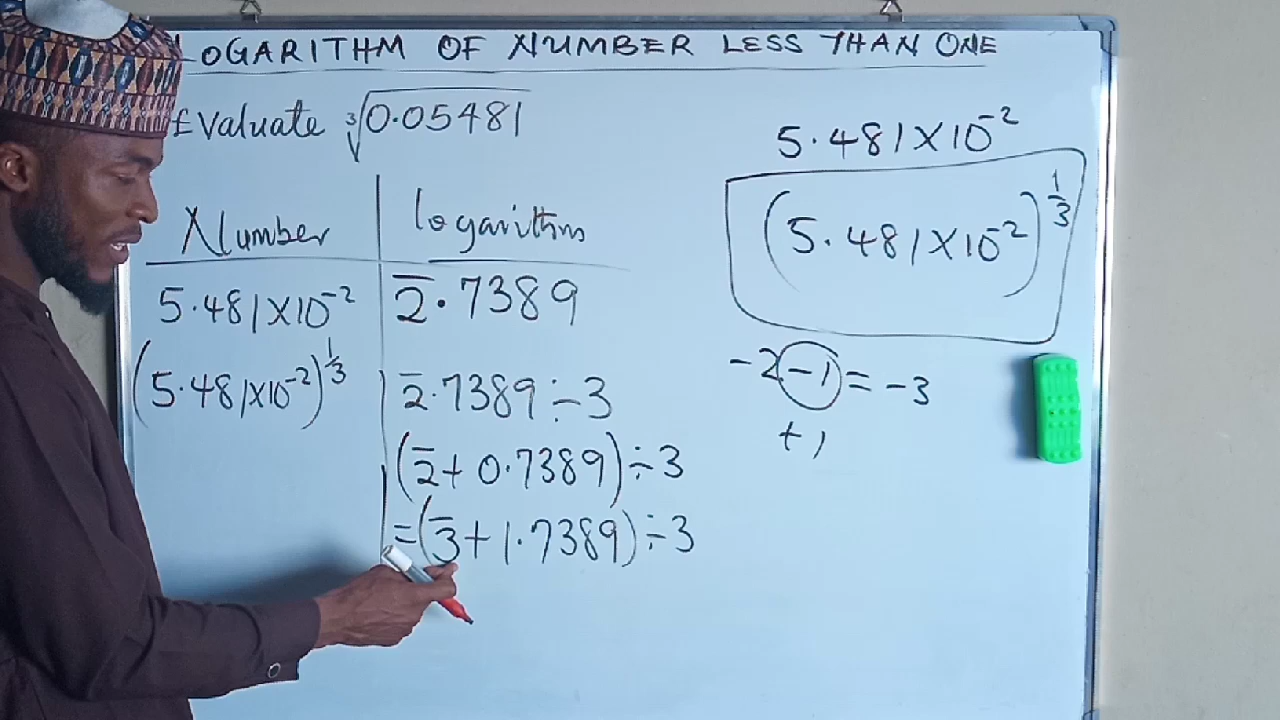 LOGARITHM OF NUMBER LESS THAN ONE
Evaluate ∛0.05481
5.481×10⁻²
(5.481×10⁻²)^(1/3)
Number | logarithm
5.481×10⁻² | 2̅.7389
(5.481×10⁻²)^(1/3) | 2̅.7389÷3
(2̅+0.7389)÷3
=(3̅+1.7389)÷3
-2-1=-3
+1